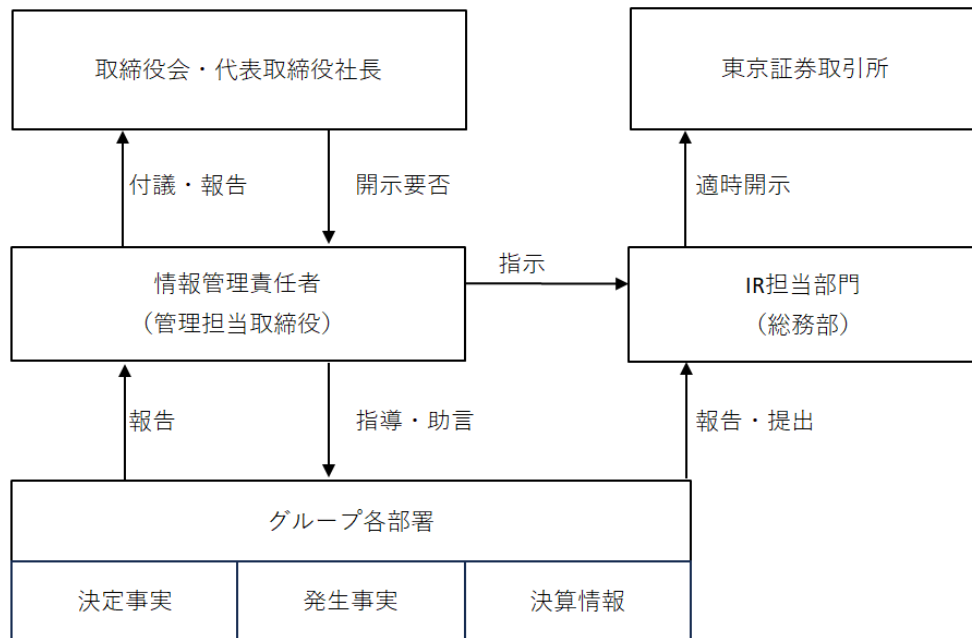 取締役会・代表取締役社長
東京証券取引所
付議・報告
開示要否
適時開示
情報管理責任者
（管理担当取締役）
指示
IR担当部門
（総務部）
報告
指導・助言
報告・提出
グループ各部署
決定事実
発生事実
決算情報